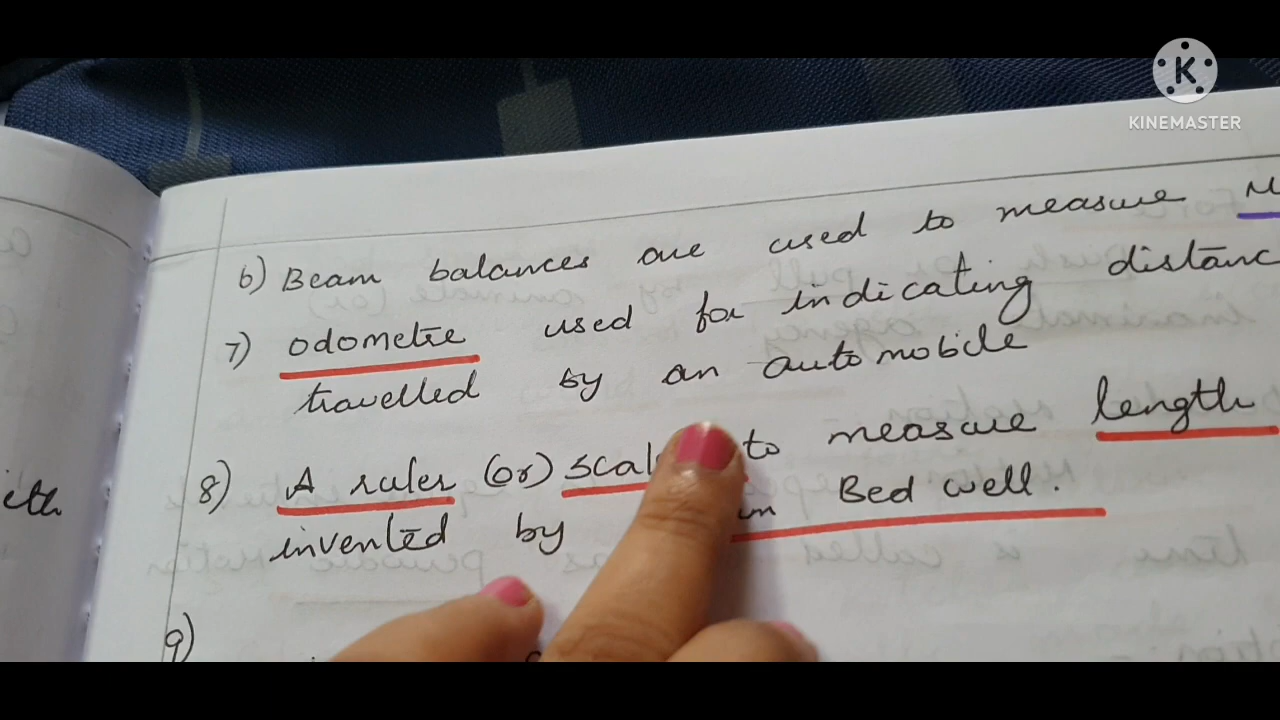 KINEMASTER
6) Beam balances are used to measure
7) odometre used for indicating distanc
travelled by an automobile
8) A ruler (or) scal to measure length
invented by Bed well.
9)